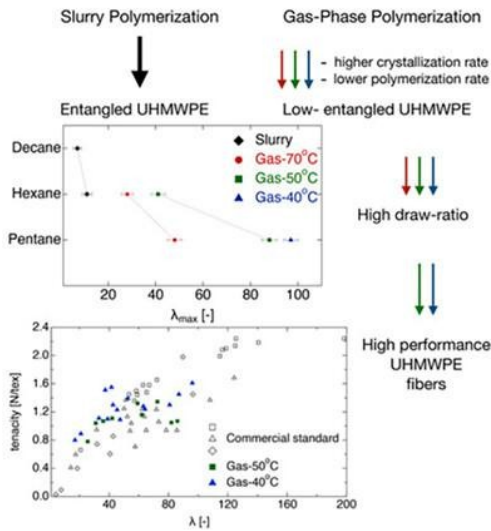 Slurry Polymerization
Gas-Phase Polymerization
- higher crystallization rate
- lower polymerization rate
Entangled UHMWPE
Low- entangled UHMWPE
Slurry
Gas-70°C
Gas-50°C
Gas-40°C
Decane
Hexane
Pentane
0 20 40 60 80 100
λmax [-]
High draw-ratio
High performance
UHMWPE
fibers
tenacity [N/tex]
2.4
2.0
1.6
1.2
0.8
0.4
0.0
Commercial standard
Gas-50°C
Gas-40°C
0 40 80 120 160 200
λ [-]